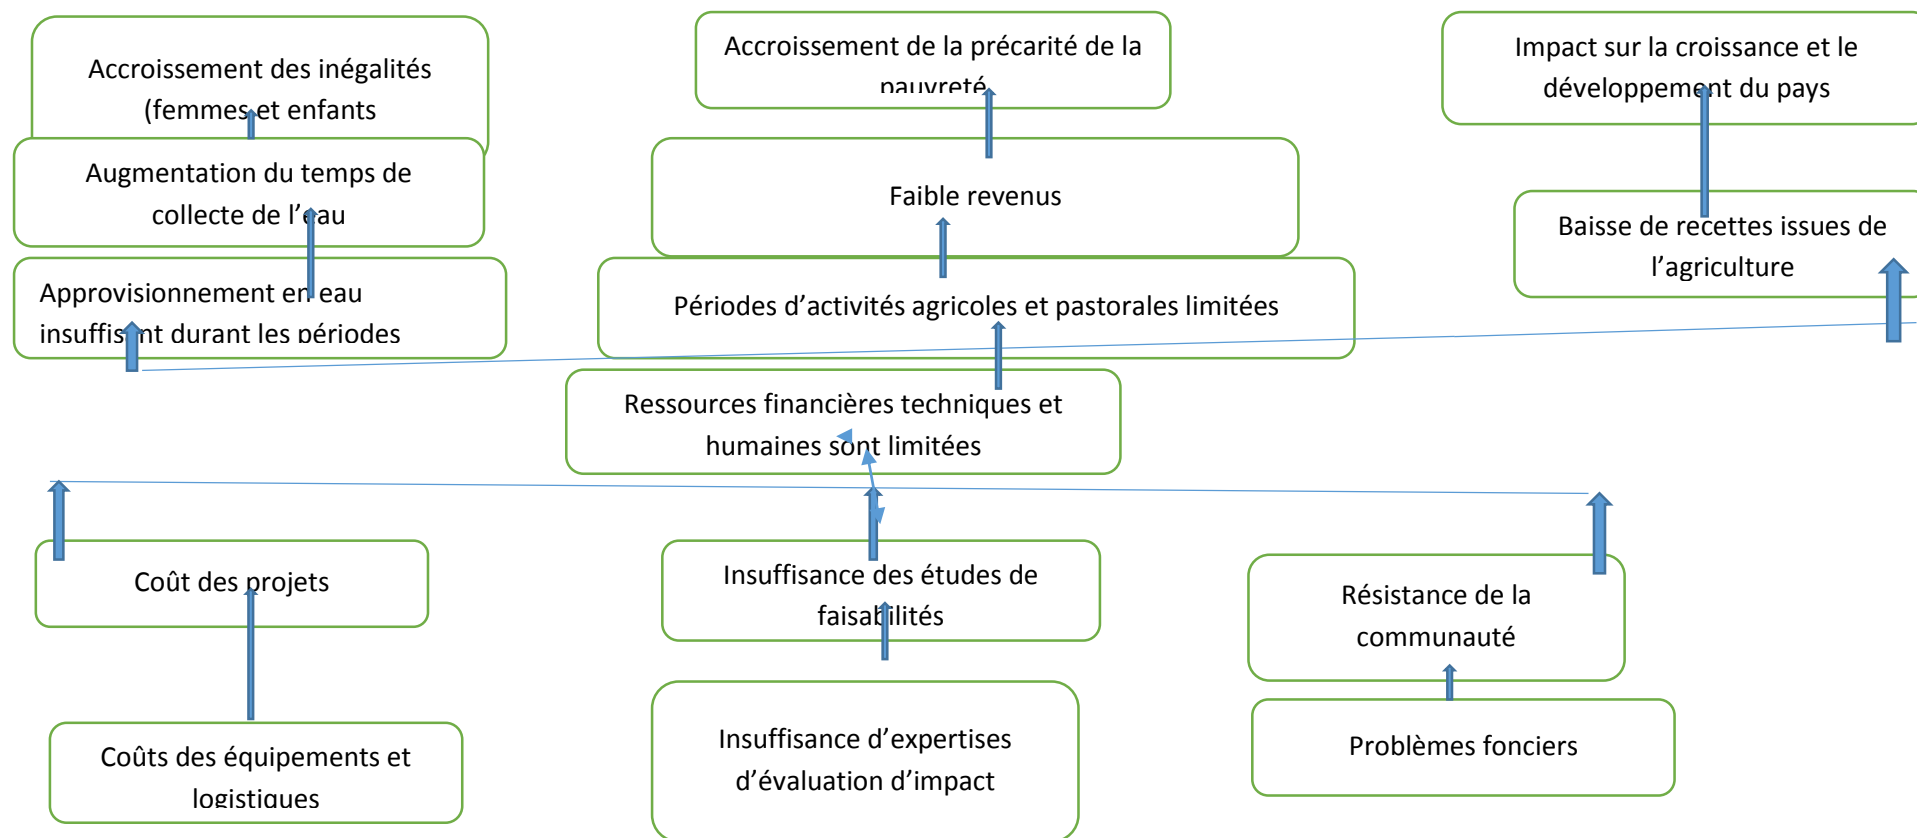 Accroissement des inégalités
(femmes et enfants
Accroissement de la précarité de la
pauvreté
Impact sur la croissance et le
développement du pays
Augmentation du temps de
collecte de l’eau
Faible revenus
Baisse de recettes issues de
l’agriculture
Approvisionnement en eau
insuffisant durant les périodes
Périodes d’activités agricoles et pastorales limitées
Ressources financières techniques et
humaines sont limitées
Coût des projets
Insuffisance des études de
faisabilités
Résistance de la
communauté
Coûts des équipements et
logistiques
Insuffisance d’expertises
d’évaluation d’impact
Problèmes fonciers